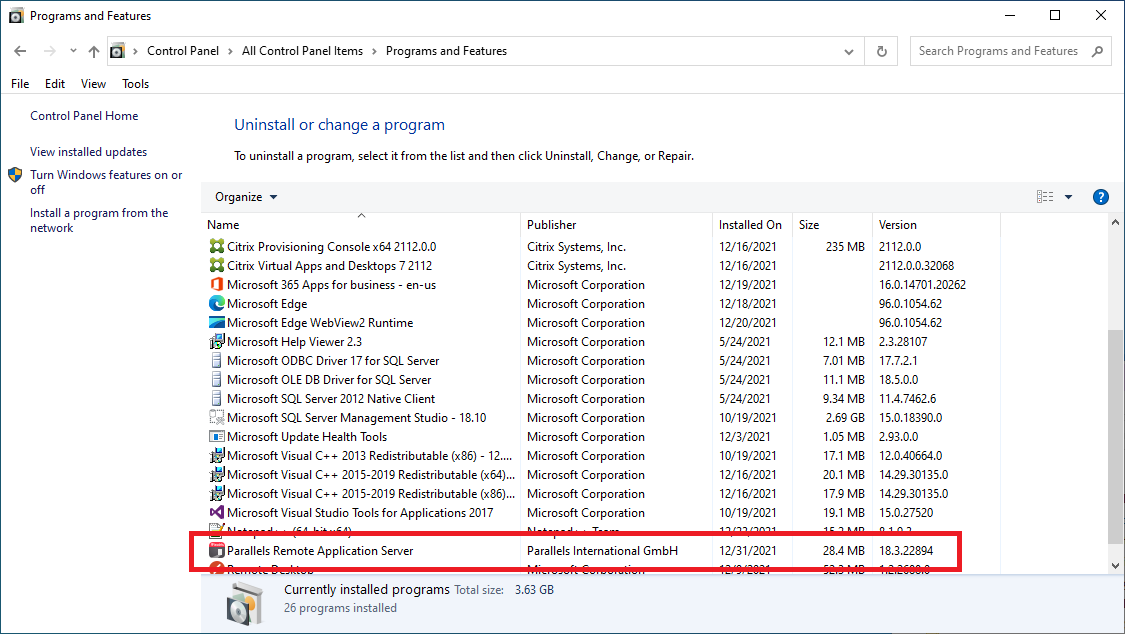 Programs and Features
Control Panel > All Control Panel Items > Programs and Features
Search Programs and Features
File Edit View Tools
Control Panel Home
View installed updates
Turn Windows features on or
off
Install a program from the
network
Uninstall or change a program
To uninstall a program, select it from the list and then click Uninstall, Change, or Repair.
Organize
Name Publisher Installed On Size Version
Citrix Provisioning Console x64 2112.0.0 Citrix Systems, Inc. 12/16/2021 235 MB 2112.0.0
Citrix Virtual Apps and Desktops 7 2112 Citrix Systems, Inc. 12/16/2021 2112.0.0.32068
Microsoft 365 Apps for business - en-us Microsoft Corporation 12/19/2021 16.0.14701.20262
Microsoft Edge Microsoft Corporation 12/18/2021 96.0.1054.62
Microsoft Edge WebView2 Runtime Microsoft Corporation 12/20/2021 96.0.1054.62
Microsoft Help Viewer 2.3 Microsoft Corporation 5/24/2021 12.1 MB 2.3.28107
Microsoft ODBC Driver 17 for SQL Server Microsoft Corporation 5/24/2021 7.01 MB 17.7.2.1
Microsoft OLE DB Driver for SQL Server Microsoft Corporation 5/24/2021 11.1 MB 18.5.0.0
Microsoft SQL Server 2012 Native Client Microsoft Corporation 5/24/2021 9.34 MB 11.4.7462.6
Microsoft SQL Server Management Studio - 18.10 Microsoft Corporation 10/19/2021 2.69 GB 15.0.18390.0
Microsoft Update Health Tools Microsoft Corporation 12/3/2021 1.05 MB 2.93.0.0
Microsoft Visual C++ 2013 Redistributable (x86) - 12.... Microsoft Corporation 10/19/2021 17.1 MB 12.0.40664.0
Microsoft Visual C++ 2015-2019 Redistributable (x64)... Microsoft Corporation 12/16/2021 20.1 MB 14.29.30135.0
Microsoft Visual C++ 2015-2019 Redistributable (x86)... Microsoft Corporation 12/16/2021 17.9 MB 14.29.30135.0
Microsoft Visual Studio Tools for Applications 2017 Microsoft Corporation 10/19/2021 19.1 MB 15.0.27520
Notepad++ (64-bit x64) Notepad++ Team
Parallels Remote Application Server Parallels International GmbH 12/31/2021 28.4 MB 18.3.22894
Remote Desktop Microsoft Corporation
Currently installed programs Total size: 3.63 GB
26 programs installed